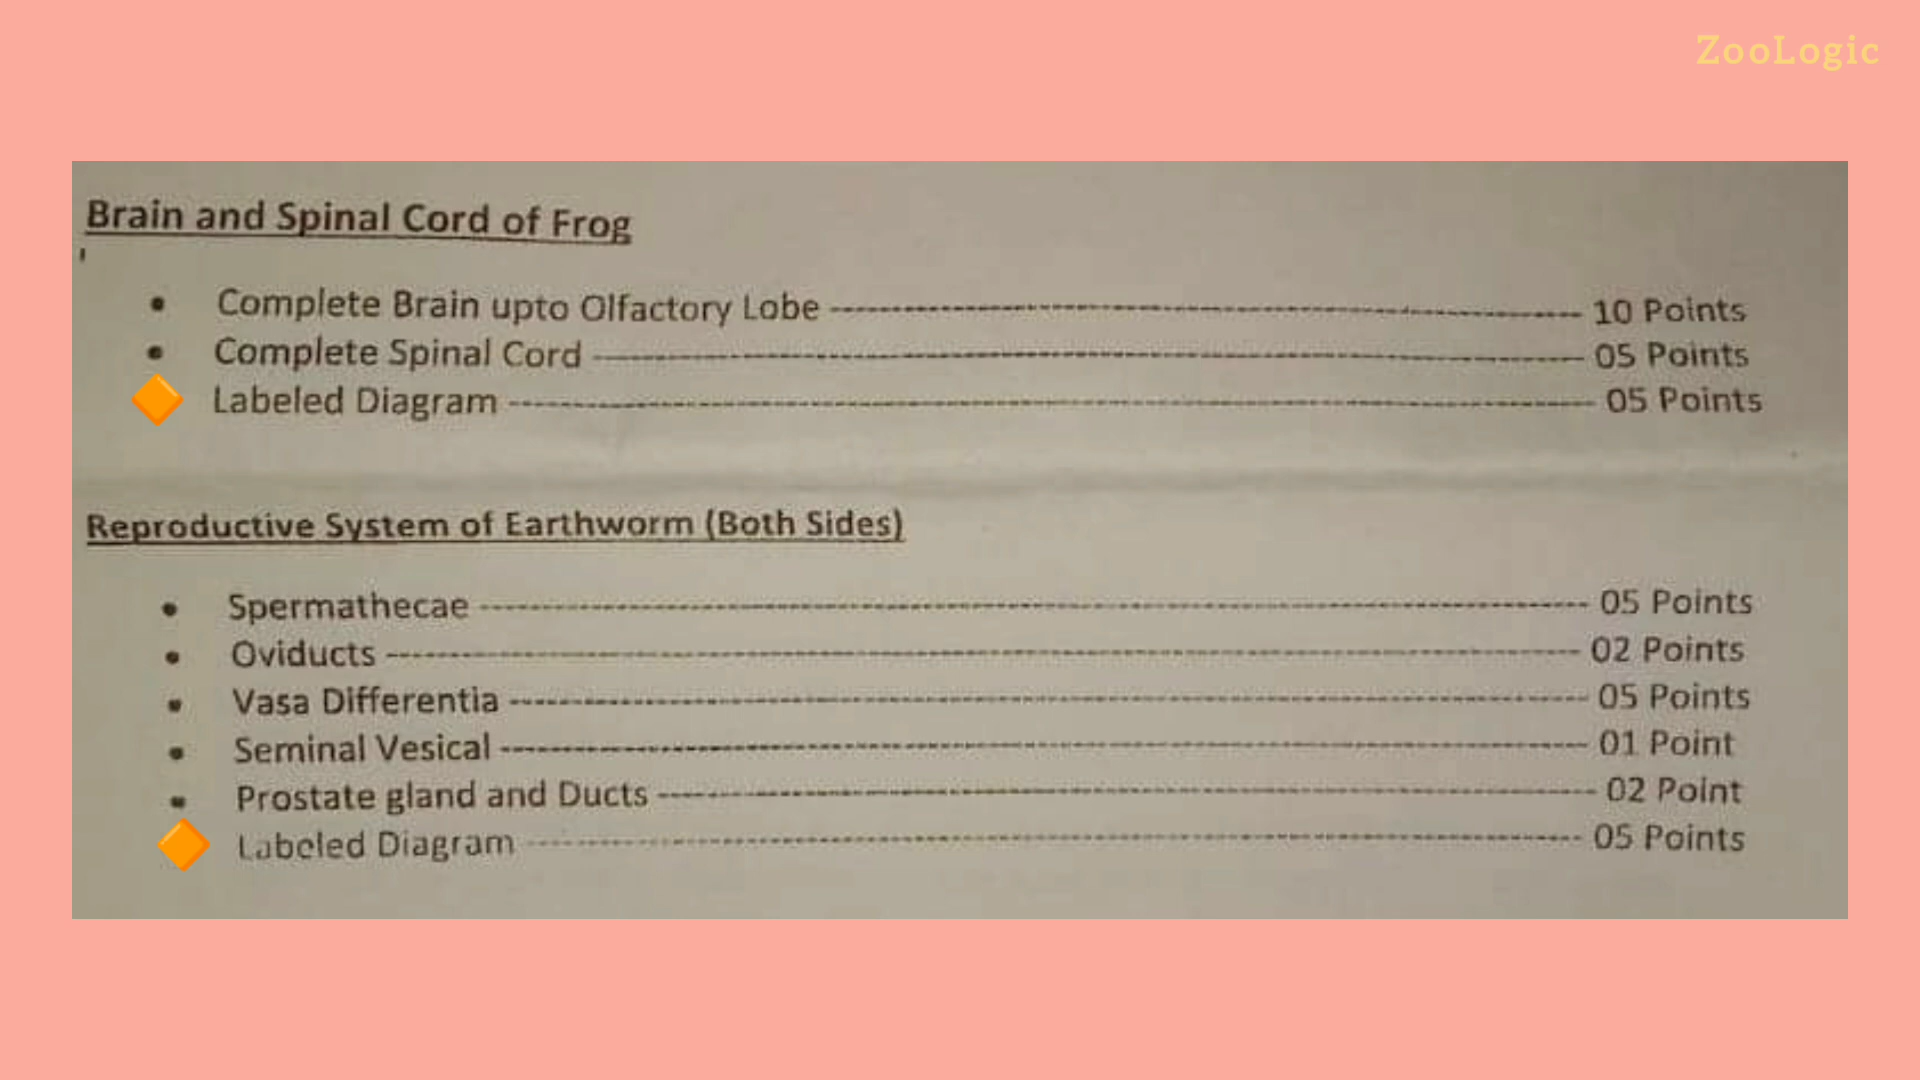 ZooLogic
Brain and Spinal Cord of Frog
• Complete Brain upto Olfactory Lobe ---------- 10 Points
• Complete Spinal Cord ---------- 05 Points
🔶 Labeled Diagram ---------- 05 Points
Reproductive System of Earthworm (Both Sides)
• Spermathecae ---------- 05 Points
• Oviducts ---------- 02 Points
• Vasa Differentia ---------- 05 Points
• Seminal Vesical ---------- 01 Point
• Prostate gland and Ducts ---------- 02 Point
🔶 Labeled Diagram ---------- 05 Points